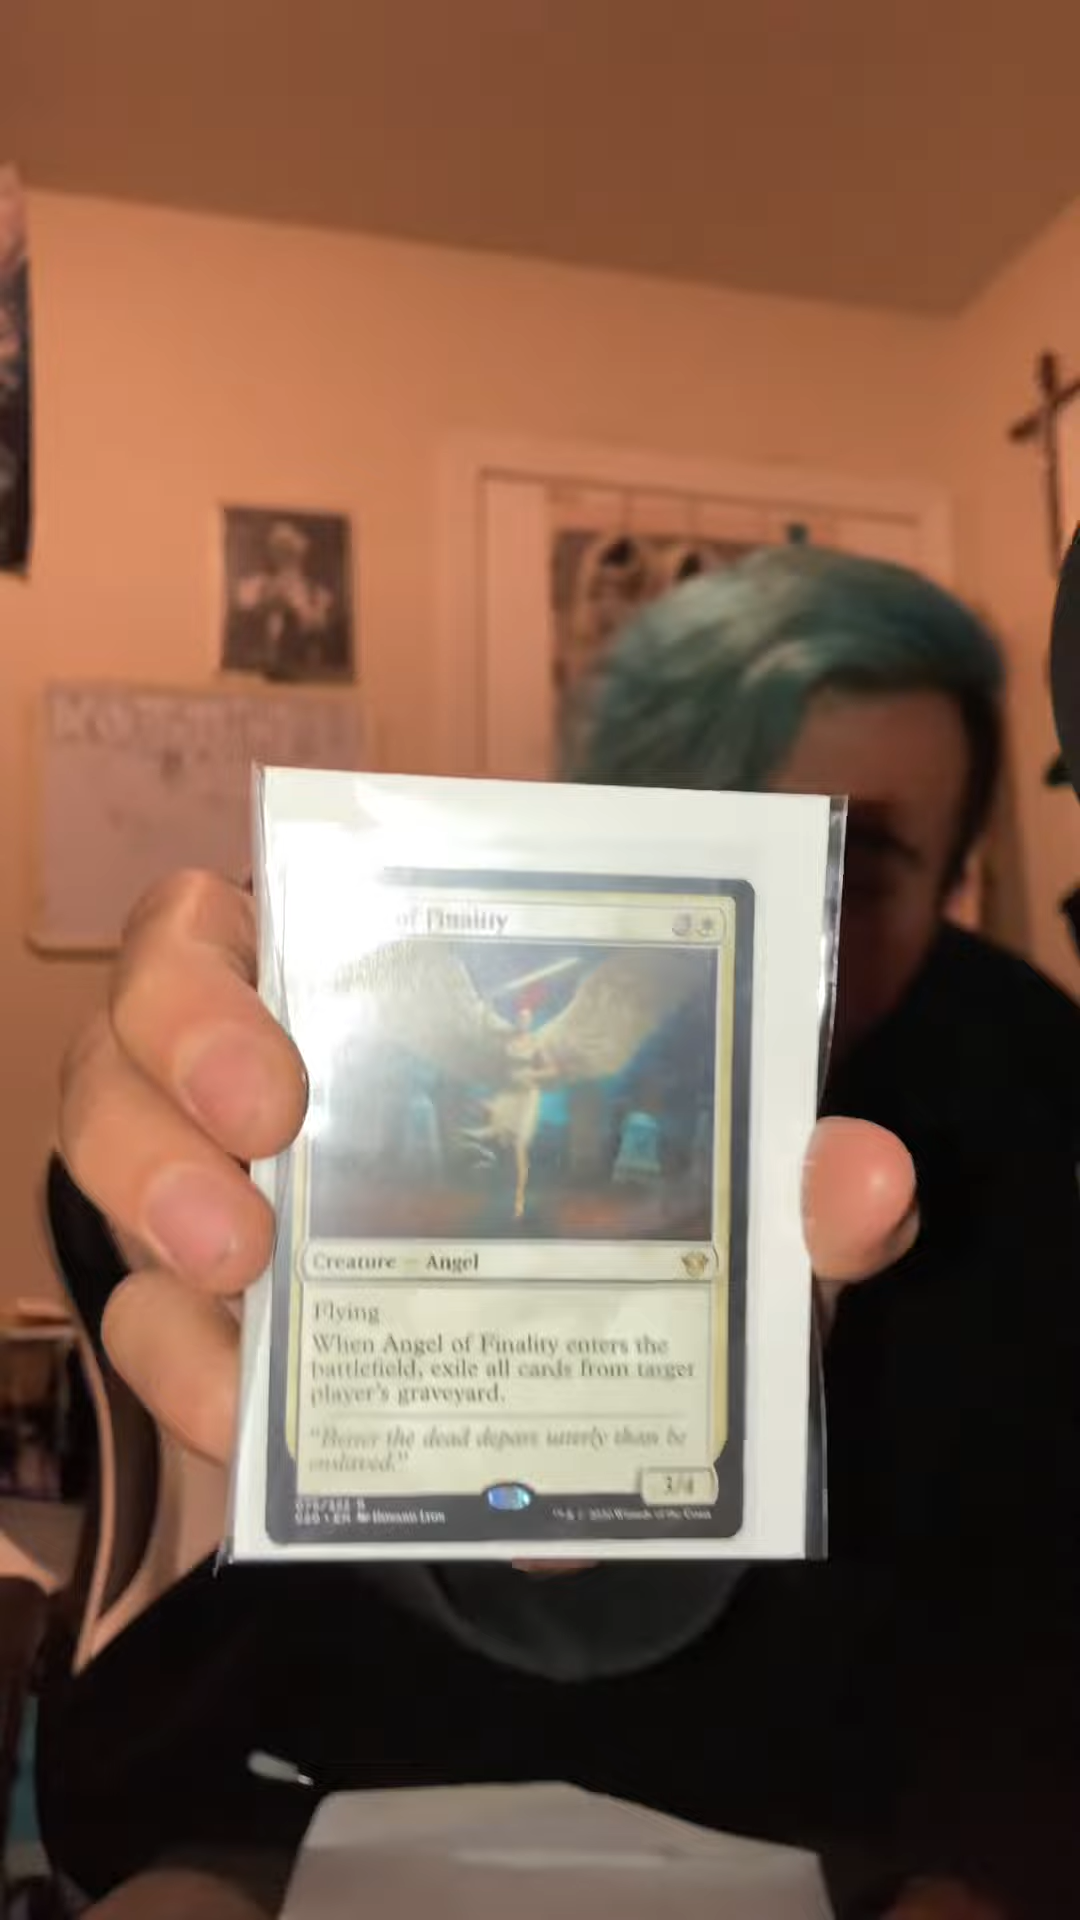 of Finality
Creature — Angel
Flying
When Angel of Finality enters the
battlefield, exile all cards from target
player's graveyard.
"Better the dead depart utterly than be
enslaved."
3/4
EN